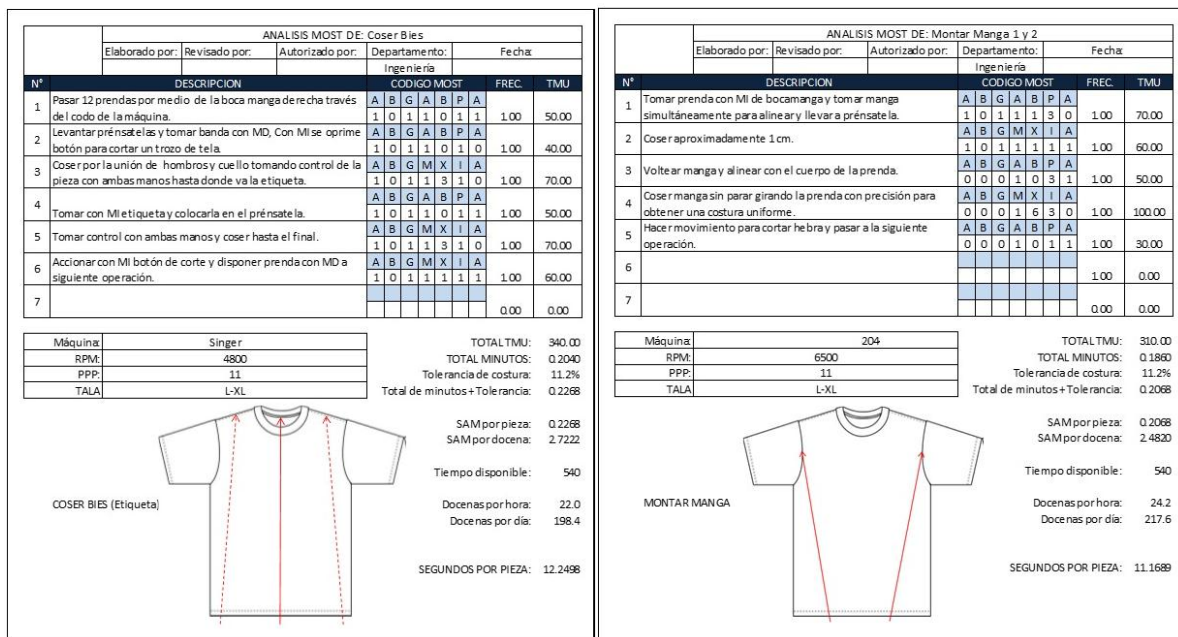 ANALISIS MOST DE: Coser Bies
Elaborado por: Revisado por: Autorizado por: Departamento: Fecha:
Ingeniería
Nº DESCRIPCION CODIGO MOST FREC. TMU
1 Pasar 12 prendas por medio de la boca manga derecha través A B G A B P A
del codo de la máquina. 1 0 1 1 0 1 1 1.00 50.00
2 Levantar prénsatelas y tomar banda con MD, Con MI se oprime A B G A B P A
botón para cortar un trozo de tela. 1 0 1 1 0 1 0 1.00 40.00
3 Coser por la unión de hombros y cuello tomando control de la A B G M X I A
pieza con ambas manos hasta donde va la etiqueta. 1 0 1 1 3 1 0 1.00 70.00
4 A B G A B P A
Tomar con MI etiqueta y colocarla en el prénsatela. 1 0 1 1 0 1 1 1.00 50.00
5 Tomar control con ambas manos y coser hasta el final. A B G M X I A
1 0 1 1 3 1 0 1.00 70.00
6 Accionar con MI botón de corte y disponer prenda con MD a A B G M X I A
siguiente operación. 1 0 1 1 1 1 1 1.00 60.00
7 0.00 0.00
Máquina: Singer
RPM: 4800
PPP: 11
TALA L-XL
TOTAL TMU: 340.00
TOTAL MINUTOS: 0.2040
Tolerancia de costura: 11.2%
Total de minutos + Tolerancia: 0.2268
SAM por pieza: 0.2268
SAM por docena: 2.7222
Tiempo disponible: 540
COSER BIES (Etiqueta)
Docenas por hora: 22.0
Docenas por día: 198.4
SEGUNDOS POR PIEZA: 12.2498
ANALISIS MOST DE: Montar Manga 1 y 2
Elaborado por: Revisado por: Autorizado por: Departamento: Fecha:
Ingeniería
Nº DESCRIPCION CODIGO MOST FREC. TMU
1 Tomar prenda con MI de bocamanga y tomar manga A B G A B P A
simultáneamente para alinear y llevar a prénsatela. 1 0 1 1 1 3 0 1.00 70.00
2 Coser aproximadamente 1 cm. A B G M X I A
1 0 1 1 1 1 1 1.00 60.00
3 Voltear manga y alinear con el cuerpo de la prenda. A B G A B P A
0 0 0 1 0 3 1 1.00 50.00
4 Coser manga sin parar girando la prenda con precisión para A B G M X I A
obtener una costura uniforme. 0 0 0 1 6 3 0 1.00 100.00
5 Hacer movimiento para cortar hebra y pasar a la siguiente A B G A B P A
operación. 0 0 0 1 0 1 1 1.00 30.00
6 1.00 0.00
7 0.00 0.00
Máquina: 204
RPM: 6500
PPP: 11
TALA L-XL
TOTAL TMU: 310.00
TOTAL MINUTOS: 0.1860
Tolerancia de costura: 11.2%
Total de minutos + Tolerancia: 0.2068
SAM por pieza: 0.2068
SAM por docena: 2.4820
Tiempo disponible: 540
MONTAR MANGA
Docenas por hora: 24.2
Docenas por día: 217.6
SEGUNDOS POR PIEZA: 11.1689